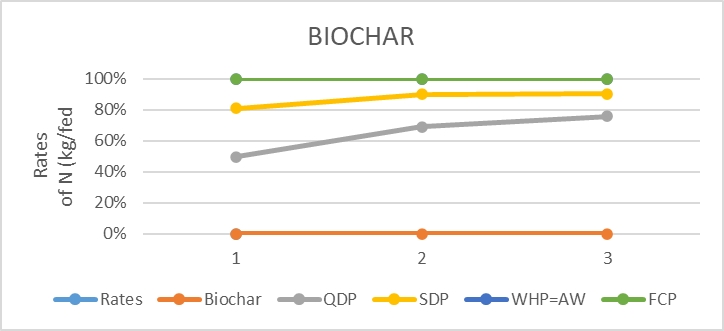 BIOCHAR
Rates
of N (kg/fed
100%
80%
60%
40%
20%
0%
1 2 3
Rates Biochar QDP SDP WHP=AW FCP